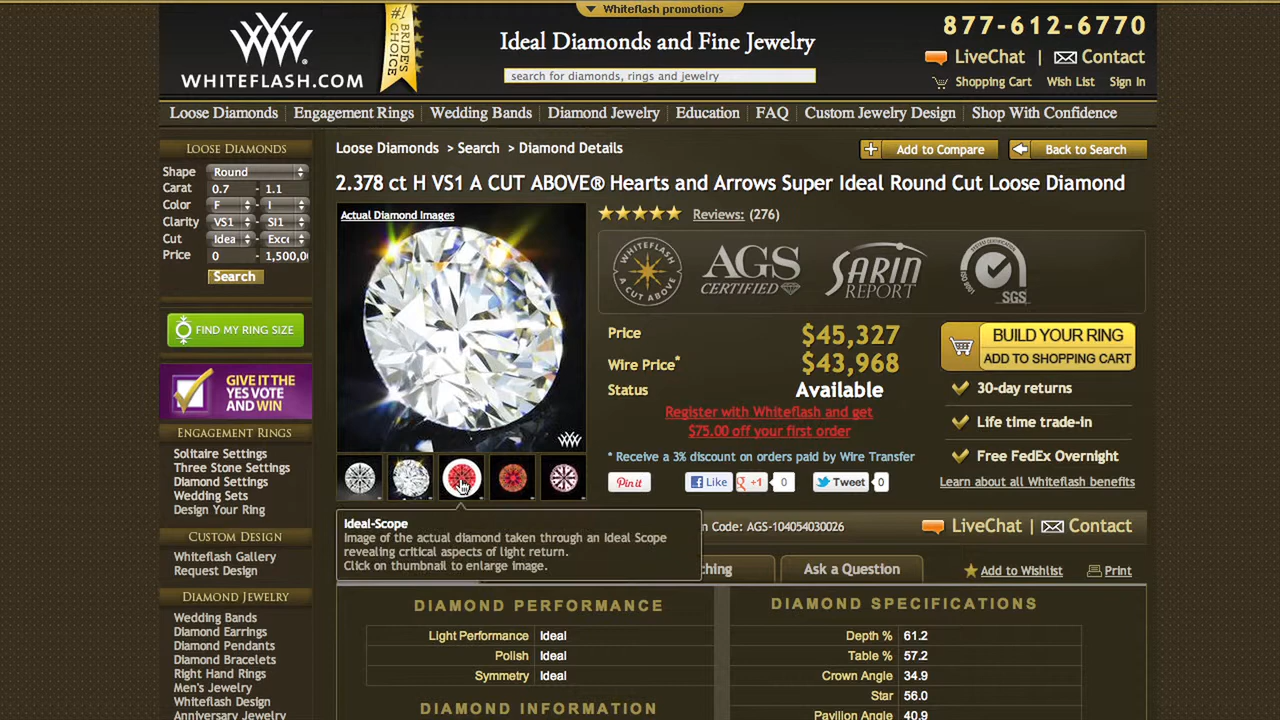 Whiteflash promotions
WHITEFLASH.COM
#1 BRIDE'S CHOICE
Ideal Diamonds and Fine Jewelry
search for diamonds, rings and jewelry
877-612-6770
LiveChat | Contact
Shopping Cart Wish List Sign In
Loose Diamonds Engagement Rings Wedding Bands Diamond Jewelry Education FAQ Custom Jewelry Design Shop With Confidence
LOOSE DIAMONDS
Shape Round
Carat 0.7 - 1.1
Color F - I
Clarity VS1 - SI1
Cut Idea - Exce
Price 0 - 1,500,0
Search
FIND MY RING SIZE
GIVE IT THE
YES VOTE
AND WIN
ENGAGEMENT RINGS
Solitaire Settings
Three Stone Settings
Diamond Settings
Wedding Sets
Design Your Ring
CUSTOM DESIGN
Whiteflash Gallery
Request Design
DIAMOND JEWELRY
Wedding Bands
Diamond Earrings
Diamond Pendants
Diamond Bracelets
Right Hand Rings
Men's Jewelry
Whiteflash Design
Anniversary Jewelry
Loose Diamonds > Search > Diamond Details
Add to Compare
Back to Search
2.378 ct H VS1 A CUT ABOVE® Hearts and Arrows Super Ideal Round Cut Loose Diamond
Actual Diamond Images
Reviews: (276)
WHITEFLASH A CUT ABOVE
AGS
CERTIFIED
SARIN
REPORT
SYSTEM CERTIFICATION
ISO 9001
SGS
Price $45,327
Wire Price* $43,968
Status Available
Register with Whiteflash and get
$75.00 off your first order
* Receive a 3% discount on orders paid by Wire Transfer
Pin it
Like
+1 0
Tweet 0
BUILD YOUR RING
ADD TO SHOPPING CART
30-day returns
Life time trade-in
Free FedEx Overnight
Learn about all Whiteflash benefits
Ideal-Scope
Image of the actual diamond taken through an Ideal Scope
revealing critical aspects of light return.
Click on thumbnail to enlarge image.
m Code: AGS-104054030026
LiveChat | Contact
hing
Ask a Question
Add to Wishlist
Print
DIAMOND PERFORMANCE
Light Performance Ideal
Polish Ideal
Symmetry Ideal
DIAMOND INFORMATION
DIAMOND SPECIFICATIONS
Depth % 61.2
Table % 57.2
Crown Angle 34.9
Star 56.0
Pavilion Angle 40.9